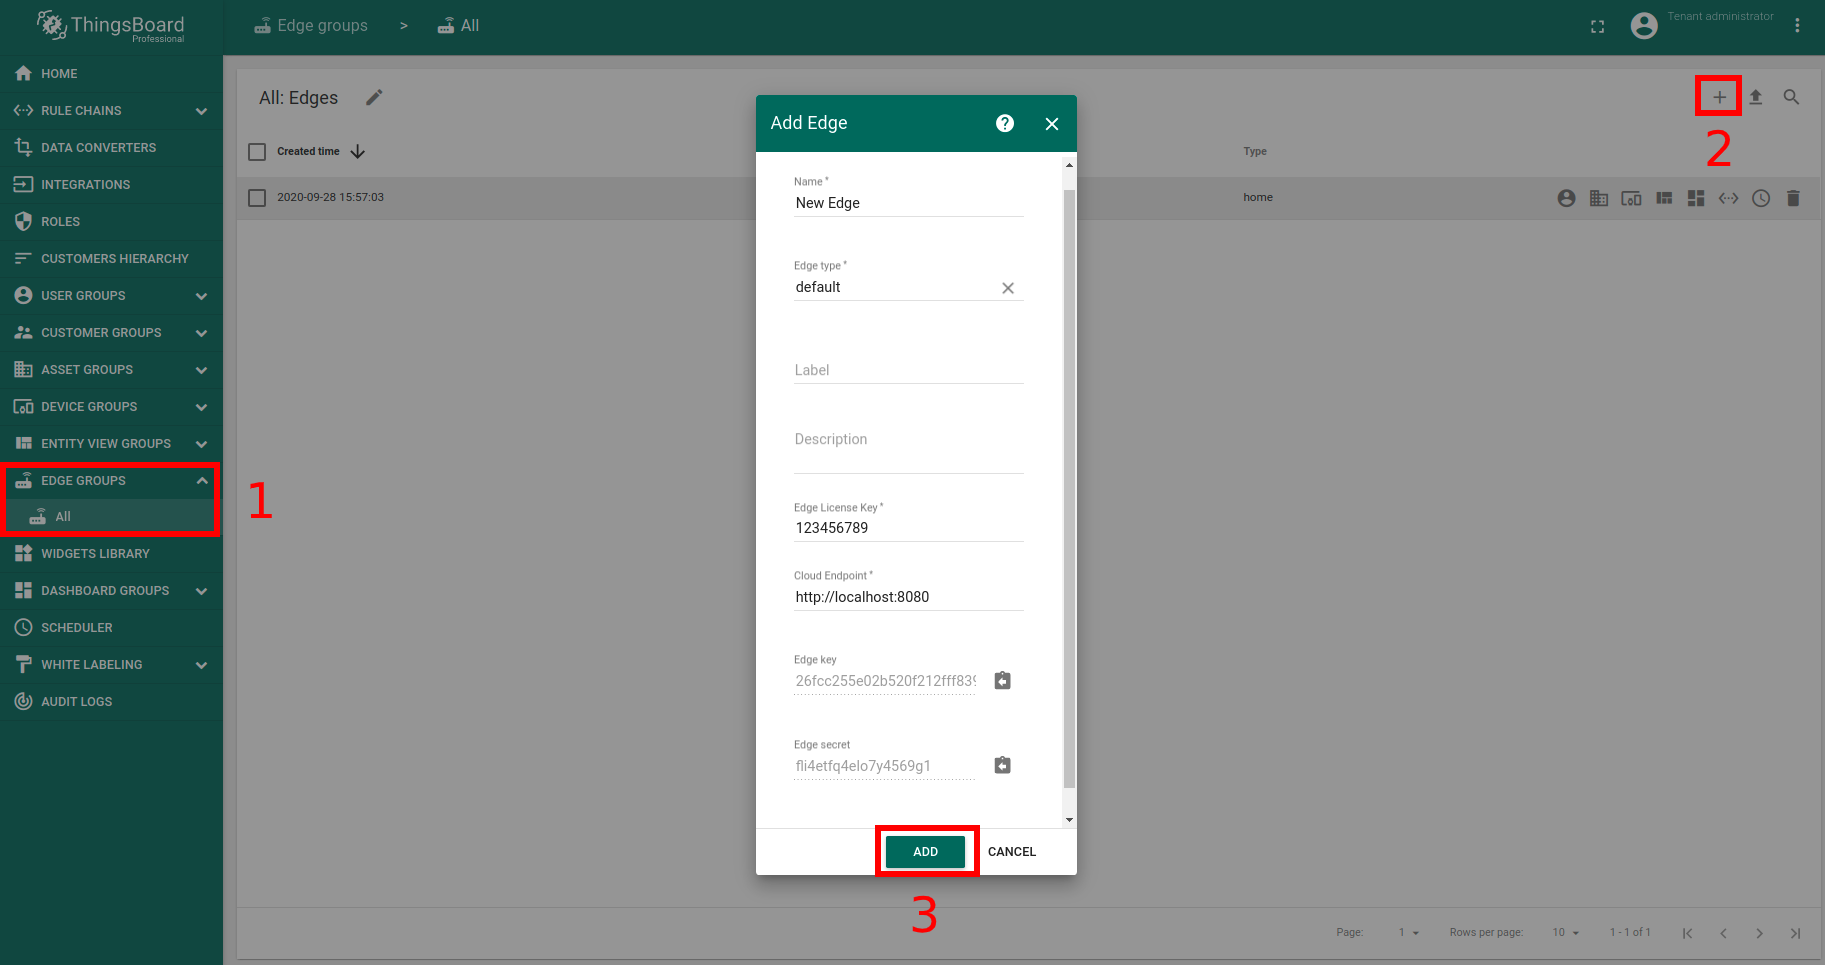 ThingsBoard
Professional
Edge groups > All
Tenant administrator
HOME
RULE CHAINS
DATA CONVERTERS
INTEGRATIONS
ROLES
CUSTOMERS HIERARCHY
USER GROUPS
CUSTOMER GROUPS
ASSET GROUPS
DEVICE GROUPS
ENTITY VIEW GROUPS
EDGE GROUPS
All
WIDGETS LIBRARY
DASHBOARD GROUPS
SCHEDULER
WHITE LABELING
AUDIT LOGS
1
All: Edges
2
Created time
Type
2020-09-28 15:57:03
home
Add Edge
Name *
New Edge
Edge type *
default
Label
Description
Edge License Key *
123456789
Cloud Endpoint *
http://localhost:8080
Edge key
26fcc255e02b520f212fff839
Edge secret
fli4etfq4elo7y4569g1
ADD
CANCEL
3
Page: 1 Rows per page: 10 1 - 1 of 1